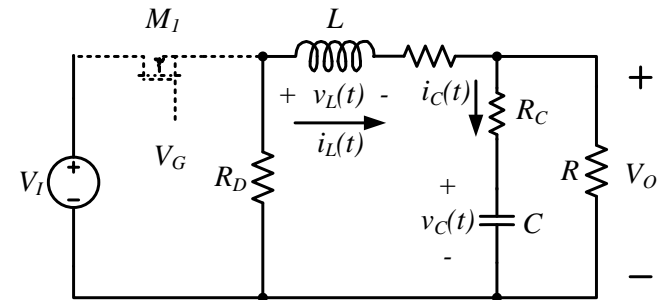 M1
L
+ vL(t) -
iC(t)
+
iL(t)
RC
VG
VI
RD
R
VO
+
vC(t)
C
-
−